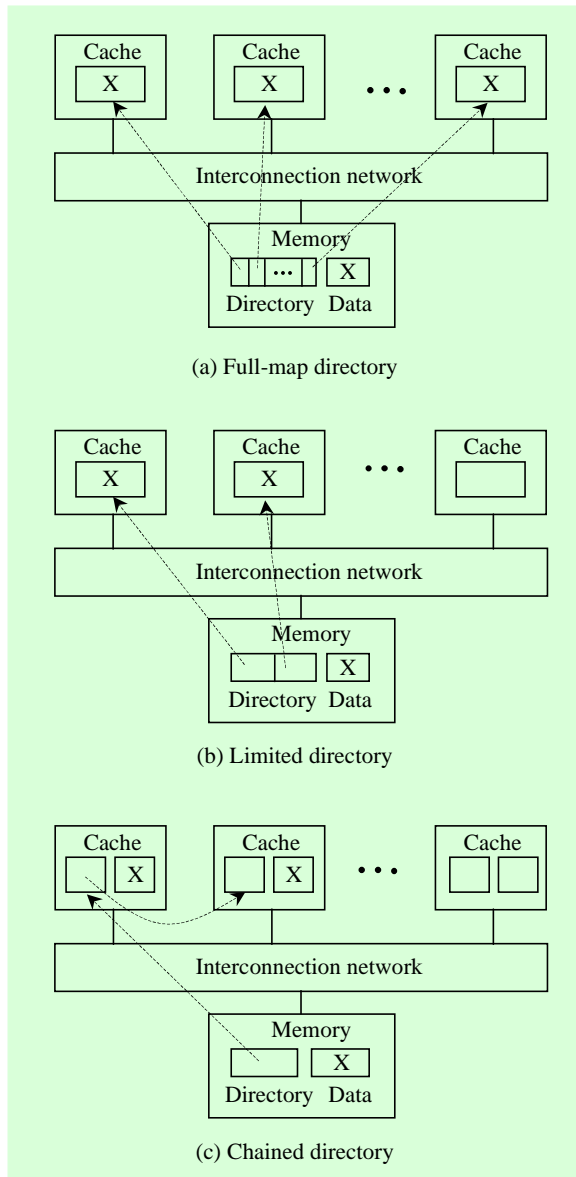 Cache Cache Cache
X X ••• X
Interconnection network
Memory
••• X
Directory Data
(a) Full-map directory
Cache Cache Cache
X X •••
Interconnection network
Memory
X
Directory Data
(b) Limited directory
Cache Cache Cache
X X •••
Interconnection network
Memory
X
Directory Data
(c) Chained directory